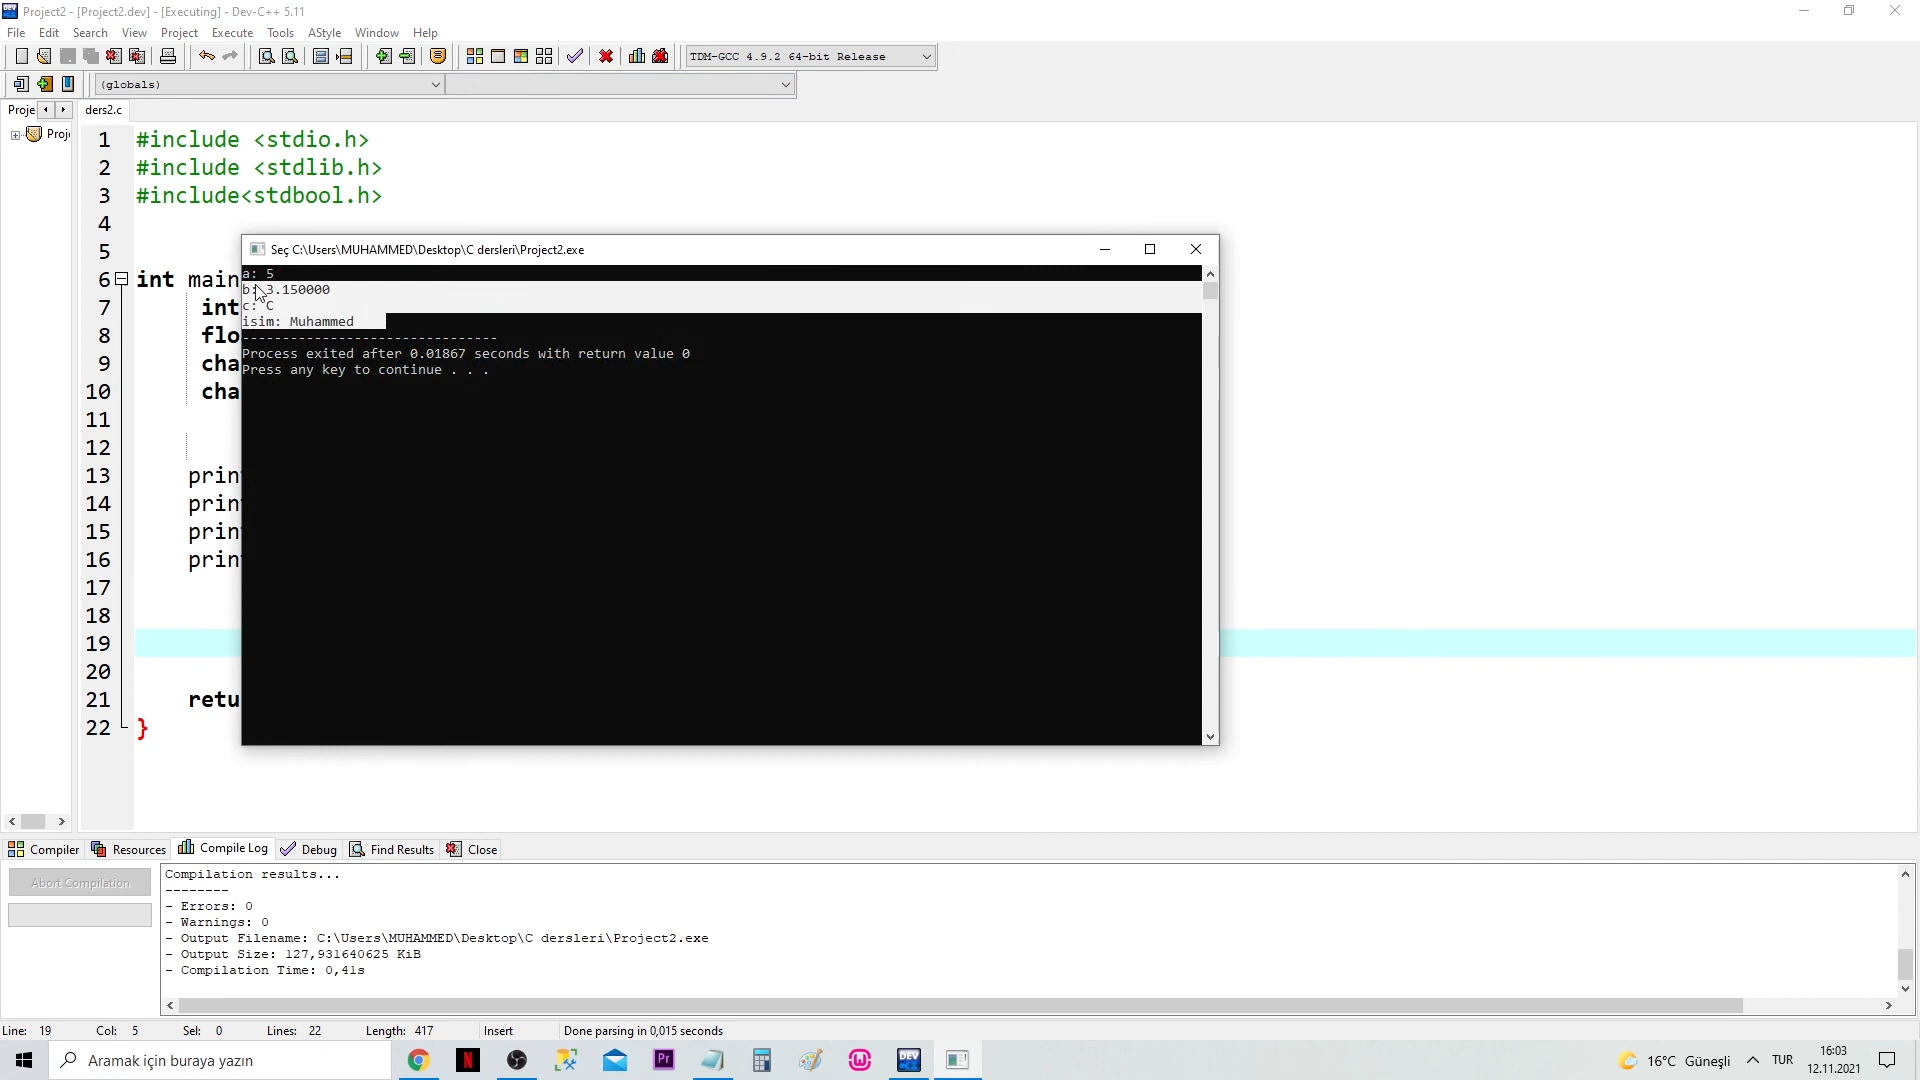 Project2 - [Project2.dev] - [Executing] - Dev-C++ 5.11
File Edit Search View Project Execute Tools AStyle Window Help
TDM-GCC 4.9.2 64-bit Release
(globals)
Proje ders2.c
Proj
1 #include <stdio.h>
2 #include <stdlib.h>
3 #include<stdbool.h>
4
5
6 int main
7 int
8 flo
9 cha
10 cha
11
12
13 prin
14 prin
15 prin
16 prin
17
18
19
20
21 retu
22 }
Seç C:\Users\MUHAMMED\Desktop\C dersleri\Project2.exe
a: 5
b: 3.150000
c: C
isim: Muhammed
--------------------------------
Process exited after 0.01867 seconds with return value 0
Press any key to continue . . .
Compiler Resources Compile Log Debug Find Results Close
Abort Compilation
Compilation results...
--------
- Errors: 0
- Warnings: 0
- Output Filename: C:\Users\MUHAMMED\Desktop\C dersleri\Project2.exe
- Output Size: 127,931640625 KiB
- Compilation Time: 0,41s
Line: 19 Col: 5 Sel: 0 Lines: 22 Length: 417 Insert Done parsing in 0,015 seconds
Aramak için buraya yazın
Pr
DEV
16°C Güneşli
TUR
16:03
12.11.2021